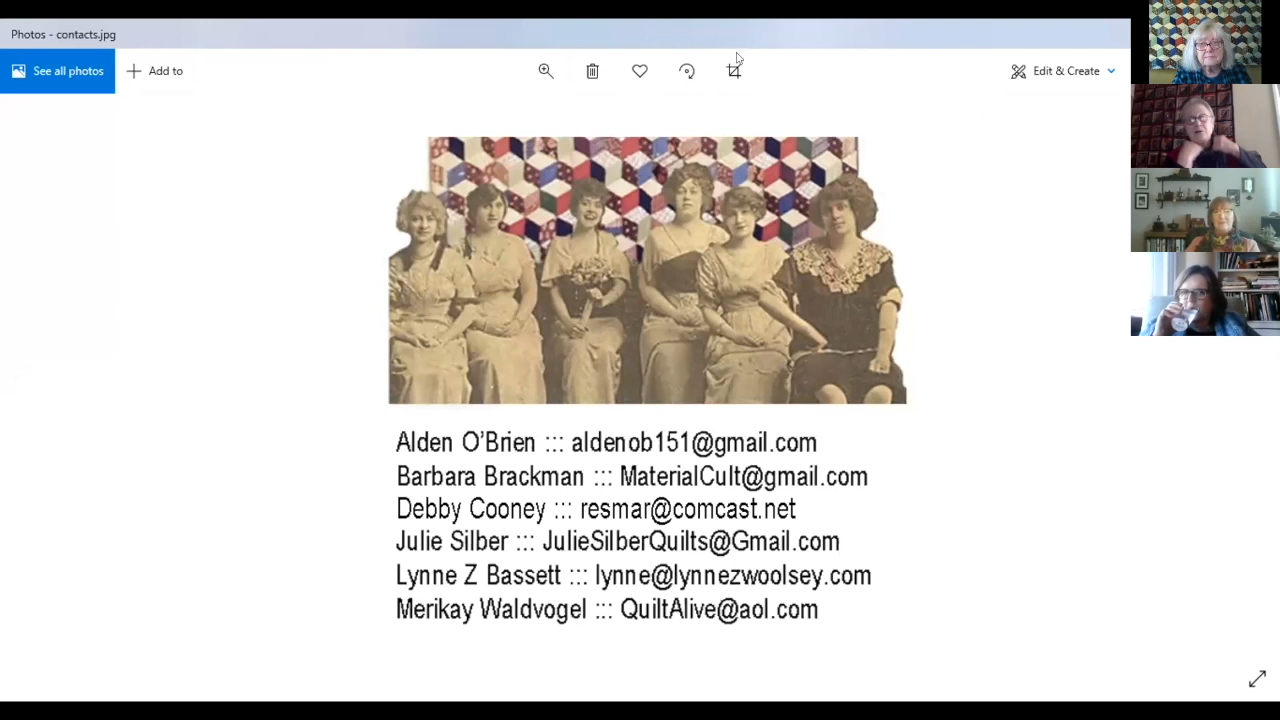 Photos - contacts.jpg
See all photos
Add to
Edit & Create
Alden O'Brien ::: aldenob151@gmail.com
Barbara Brackman ::: MaterialCult@gmail.com
Debby Cooney ::: resmar@comcast.net
Julie Silber ::: JulieSilberQuilts@Gmail.com
Lynne Z Bassett ::: lynne@lynnezwoolsey.com
Merikay Waldvogel ::: QuiltAlive@aol.com